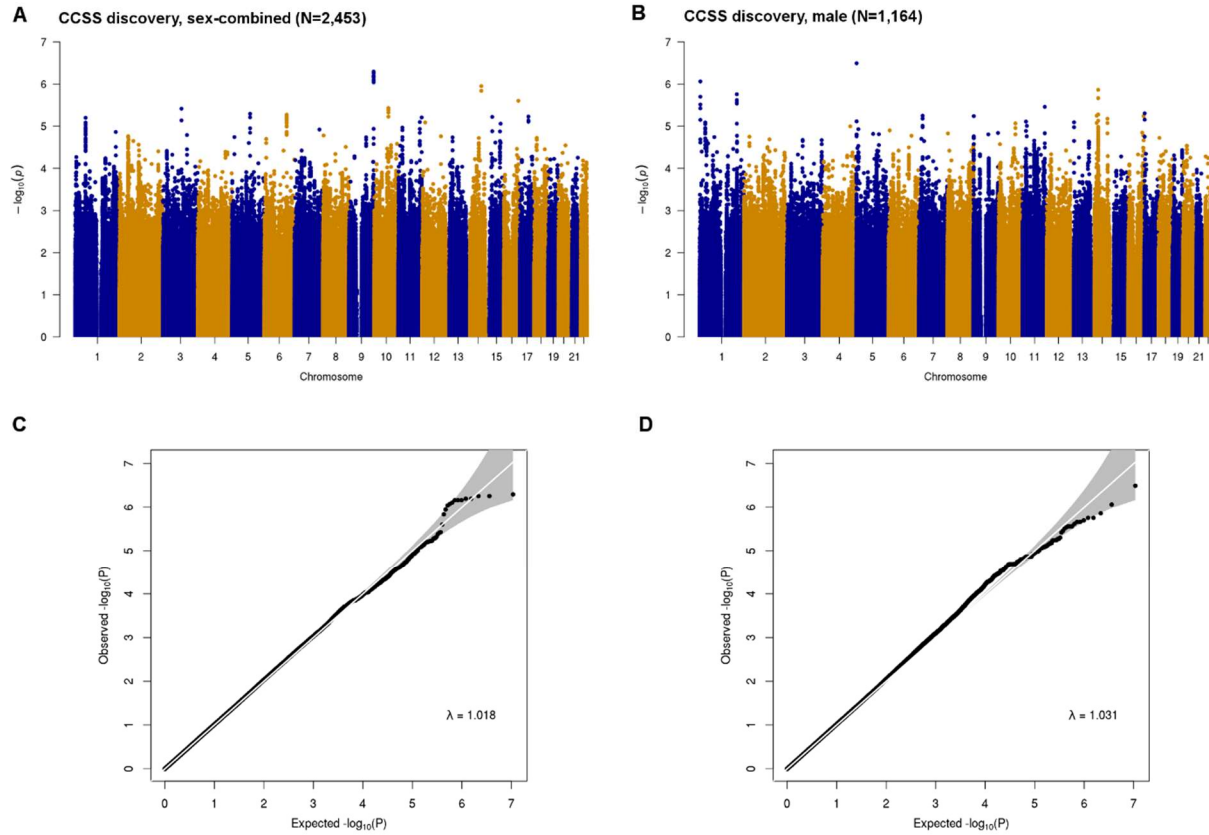 A
CCSS discovery, sex-combined (N=2,453)
7
6
5
4
3
2
1
0
− log10(p)
1 2 3 4 5 6 7 8 9 10 11 12 13 15 17 19 21
Chromosome
B
CCSS discovery, male (N=1,164)
7
6
5
4
3
2
1
0
− log10(p)
1 2 3 4 5 6 7 8 9 10 11 12 13 15 17 19 21
Chromosome
C
7
6
5
4
3
2
1
0
Observed -log10(P)
λ = 1.018
0 1 2 3 4 5 6 7
Expected -log10(P)
D
7
6
5
4
3
2
1
0
Observed -log10(P)
λ = 1.031
0 1 2 3 4 5 6 7
Expected -log10(P)